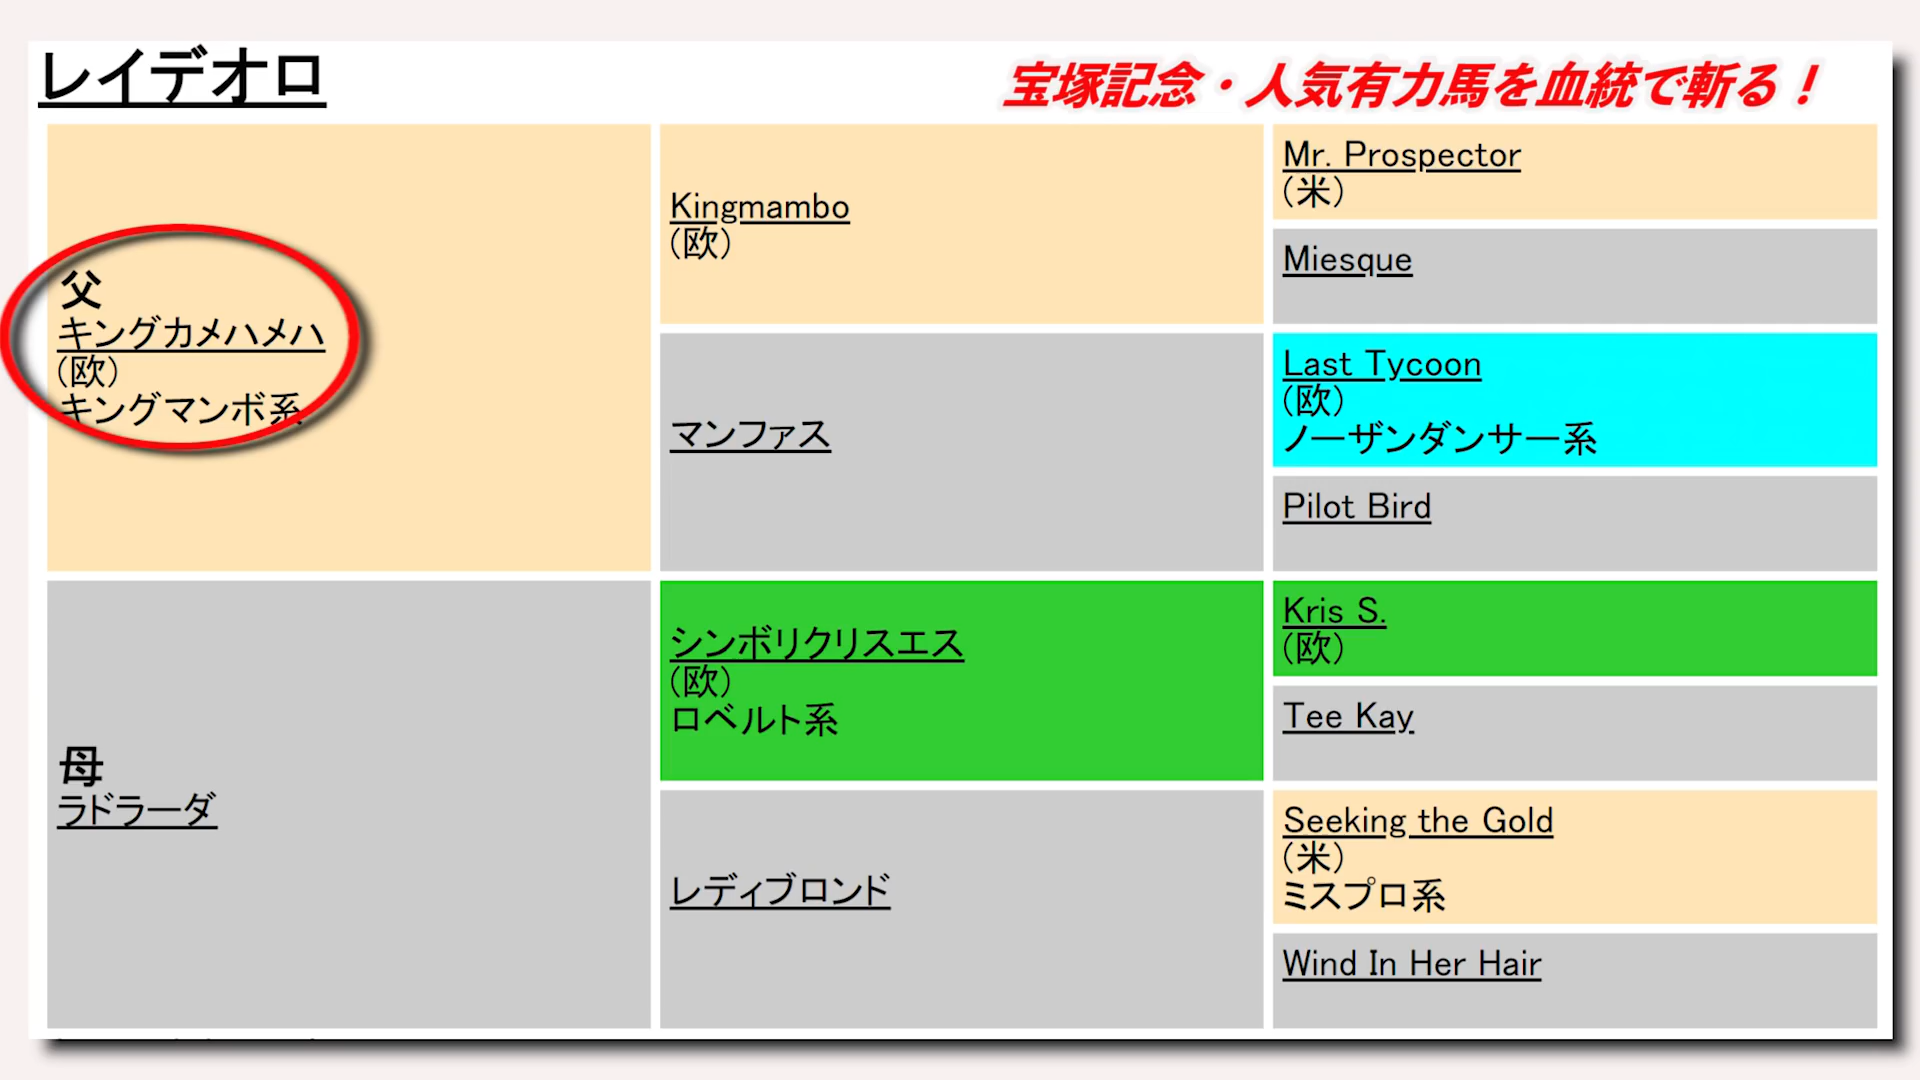 レイデオロ
宝塚記念・人気有力馬を血統で斬る！
父
キングカメハメハ
(欧)
キングマンボ系
Kingmambo
(欧)
マンファス
Mr. Prospector
(米)
Miesque
Last Tycoon
(欧)
ノーザンダンサー系
Pilot Bird
母
ラドラーダ
シンボリクリスエス
(欧)
ロベルト系
レディブロンド
Kris S.
(欧)
Tee Kay
Seeking the Gold
(米)
ミスプロ系
Wind In Her Hair